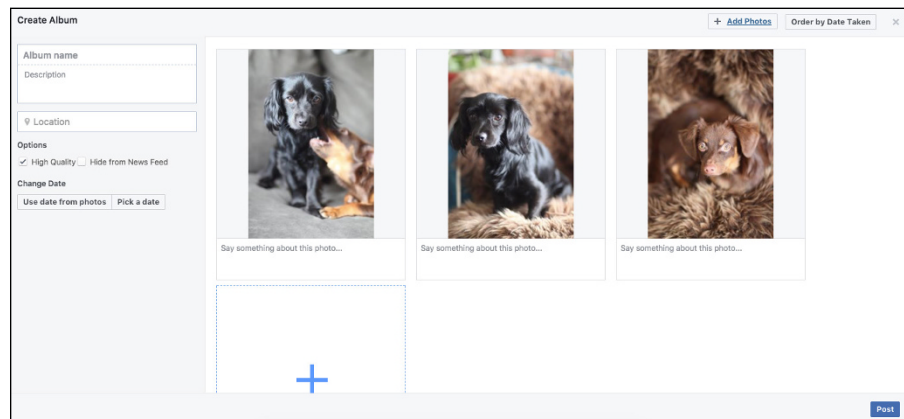 Create Album
+ Add Photos
Order by Date Taken
×
Album name
Description
Location
Options
High Quality
Hide from News Feed
Change Date
Use date from photos
Pick a date
Say something about this photo...
Say something about this photo...
Say something about this photo...
Post